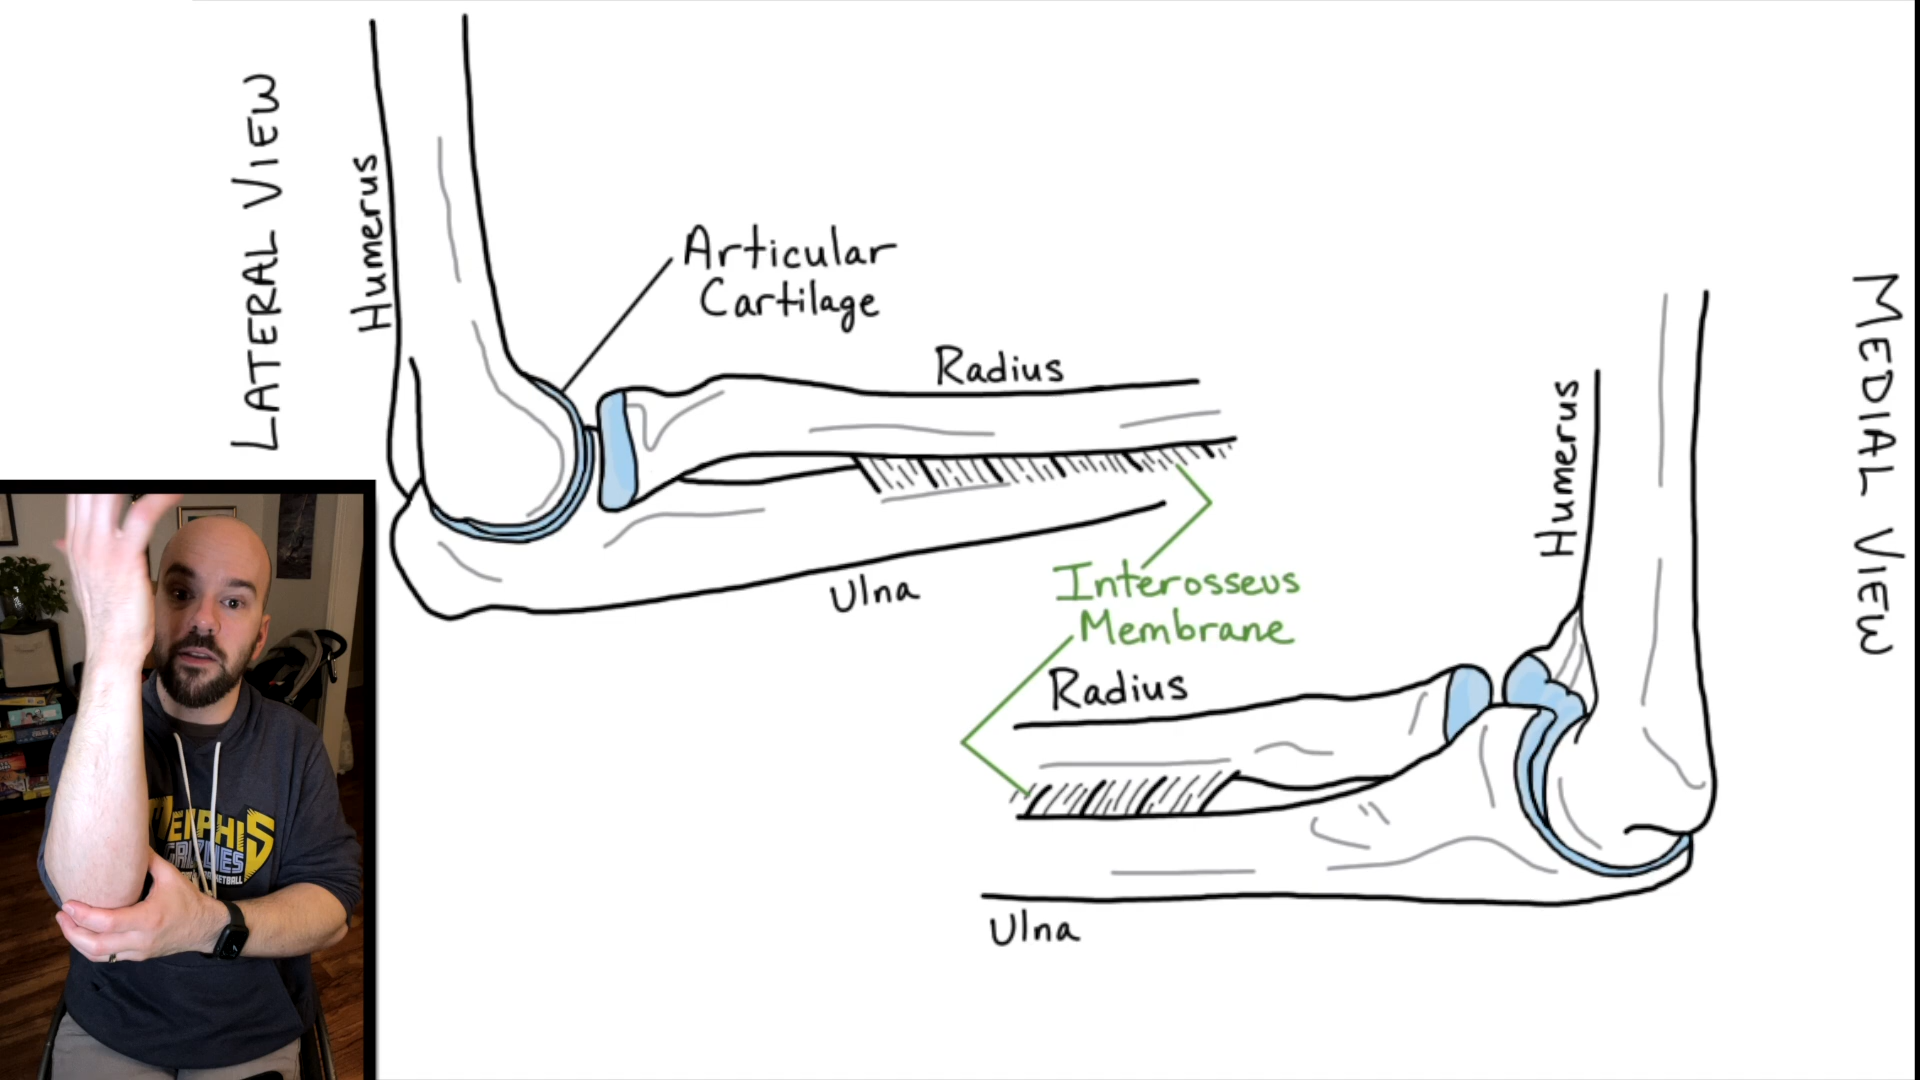 LATERAL VIEW
Humerus
Articular
Cartilage
Radius
Ulna
Interosseus
Membrane
Radius
Ulna
Humerus
MEDIAL VIEW
MEMPHIS
GRIZZLIES